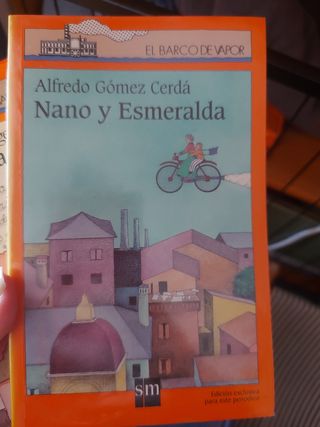 EL BARCO DE VAPOR
Alfredo Gómez Cerdá
Nano y Esmeralda
sm
Edición exclusiva
para este periódico